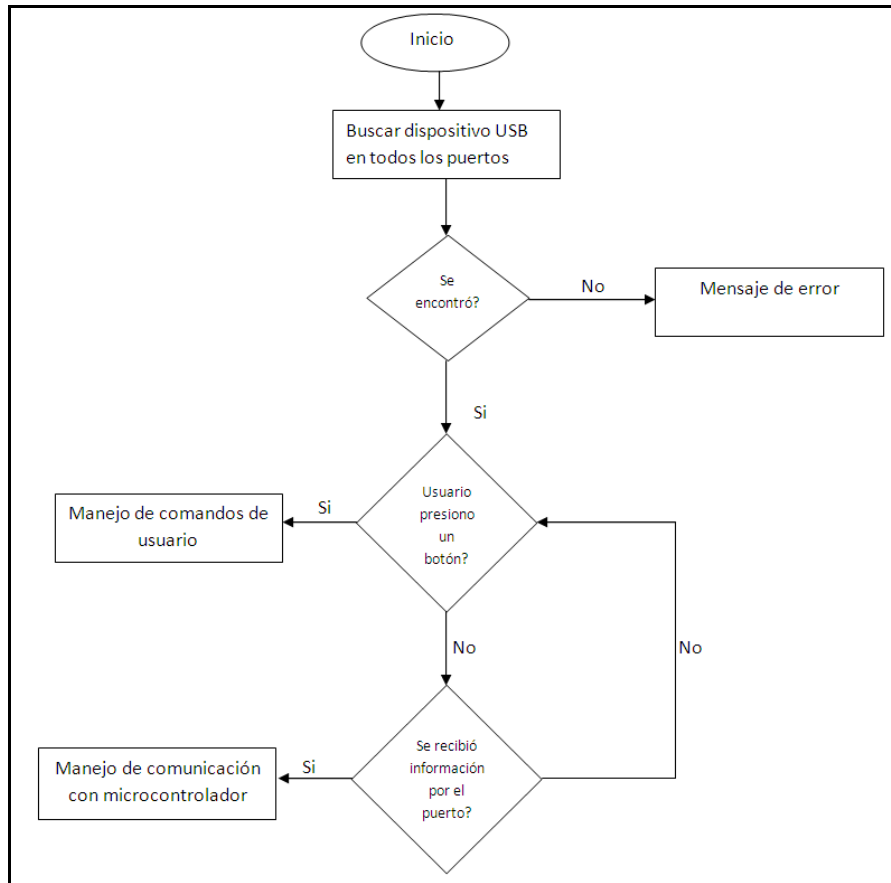 Inicio
Buscar dispositivo USB
en todos los puertos
Se
encontró?
No
Mensaje de error
Si
Usuario
presiono
un
botón?
Si
Manejo de comandos de
usuario
No
No
Se recibió
información
por el
puerto?
Si
Manejo de comunicación
con microcontrolador